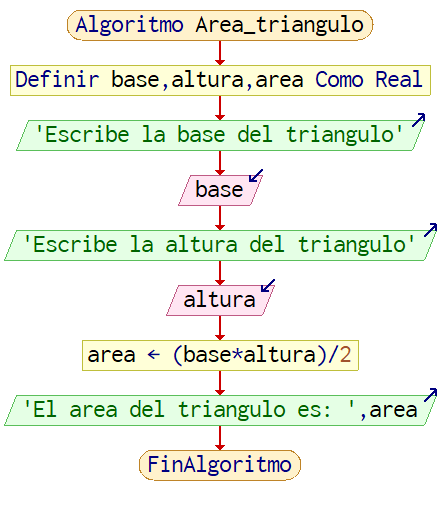 Algoritmo Area_triangulo
Definir base,altura,area Como Real
'Escribe la base del triangulo'
base
'Escribe la altura del triangulo'
altura
area ← (base*altura)/2
'El area del triangulo es: ',area
FinAlgoritmo